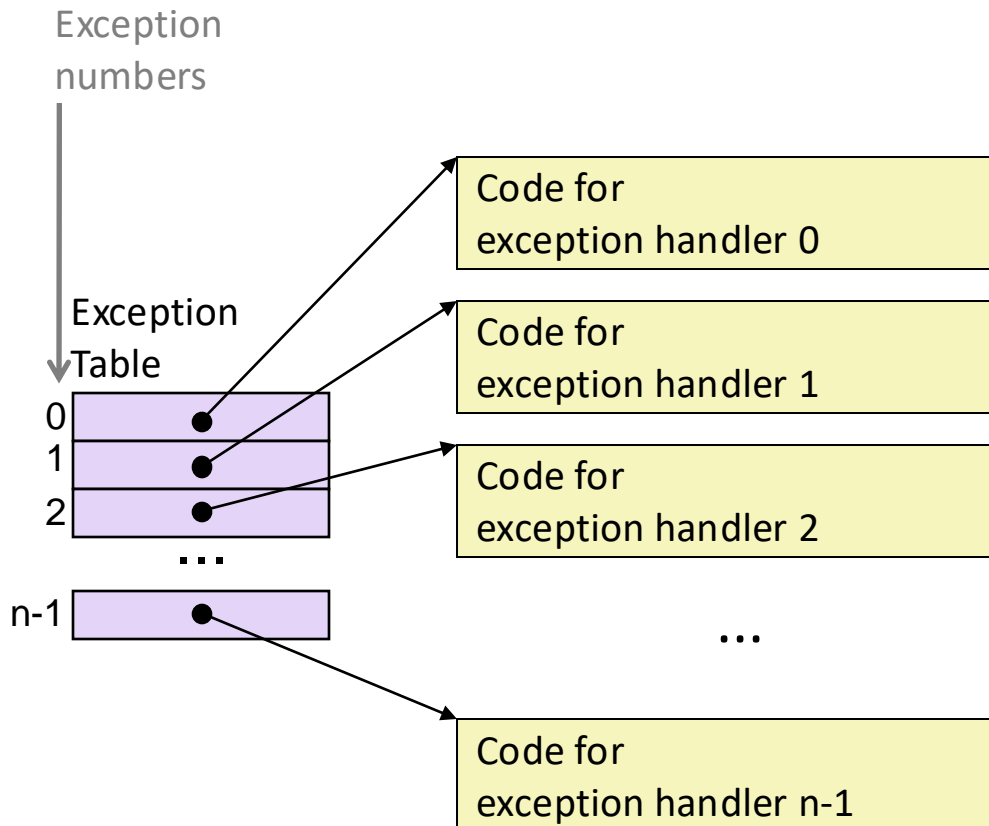 Exception
numbers
Code for
exception handler 0
Exception
Table
Code for
exception handler 1
0
1
2
Code for
exception handler 2
...
n-1
...
Code for
exception handler n-1